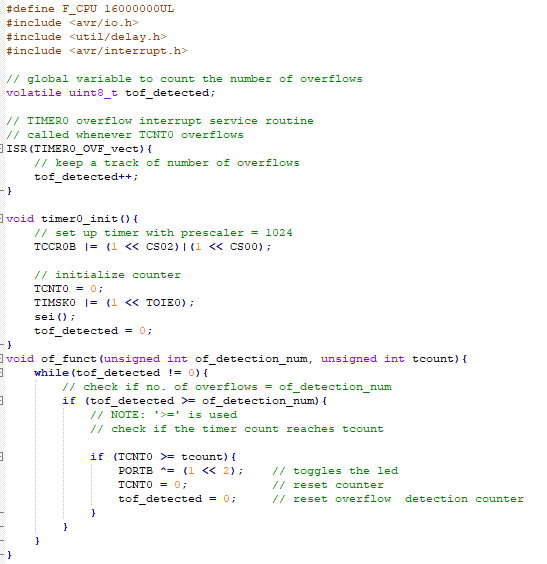 #define F_CPU 16000000UL
#include <avr/io.h>
#include <util/delay.h>
#include <avr/interrupt.h>

// global variable to count the number of overflows
volatile uint8_t tof_detected;

// TIMER0 overflow interrupt service routine
// called whenever TCNT0 overflows
ISR(TIMER0_OVF_vect){
    // keep a track of number of overflows
    tof_detected++;
}

void timer0_init(){
    // set up timer with prescaler = 1024
    TCCR0B |= (1 << CS02)|(1 << CS00);

    // initialize counter
    TCNT0 = 0;
    TIMSK0 |= (1 << TOIE0);
    sei();
    tof_detected = 0;
}
void of_funct(unsigned int of_detection_num, unsigned int tcount){
    while(tof_detected != 0){
        // check if no. of overflows = of_detection_num
        if (tof_detected >= of_detection_num){
            // NOTE: '>=' is used
            // check if the timer count reaches tcount

            if (TCNT0 >= tcount){
                PORTB ^= (1 << 2);    // toggles the led
                TCNT0 = 0;            // reset counter
                tof_detected = 0;     // reset overflow  detection counter
            }
        }
    }
}